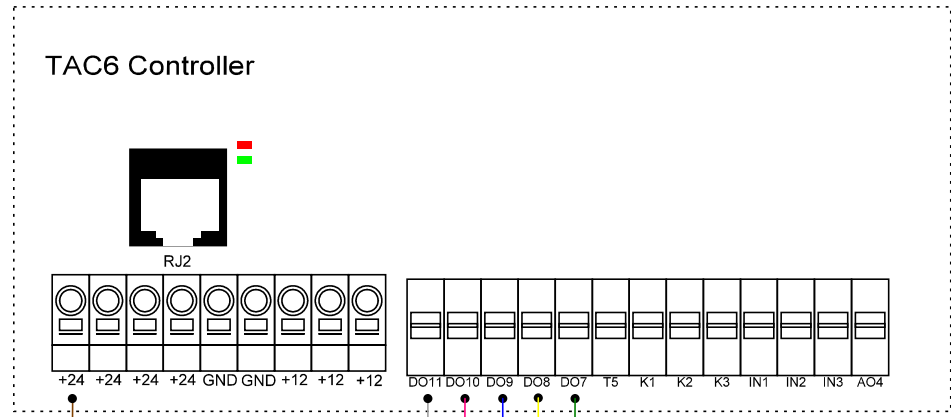 TAC6 Controller
RJ2
+24 +24 +24 +24 GND GND +12 +12 +12 DO11 DO10 DO9 DO8 DO7 T5 K1 K2 K3 IN1 IN2 IN3 AO4